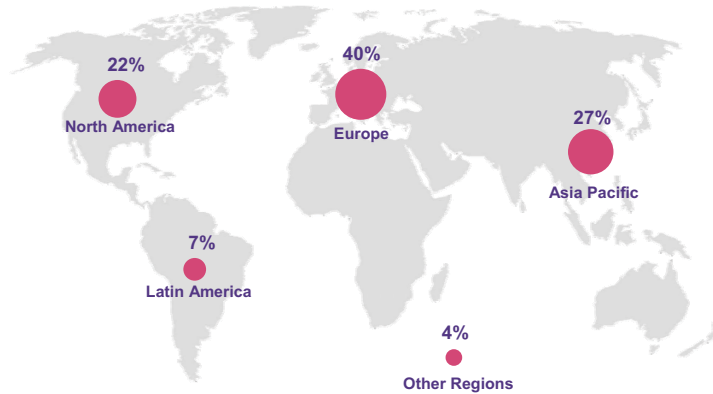 22%
North America
40%
Europe
27%
Asia Pacific
7%
Latin America
4%
Other Regions